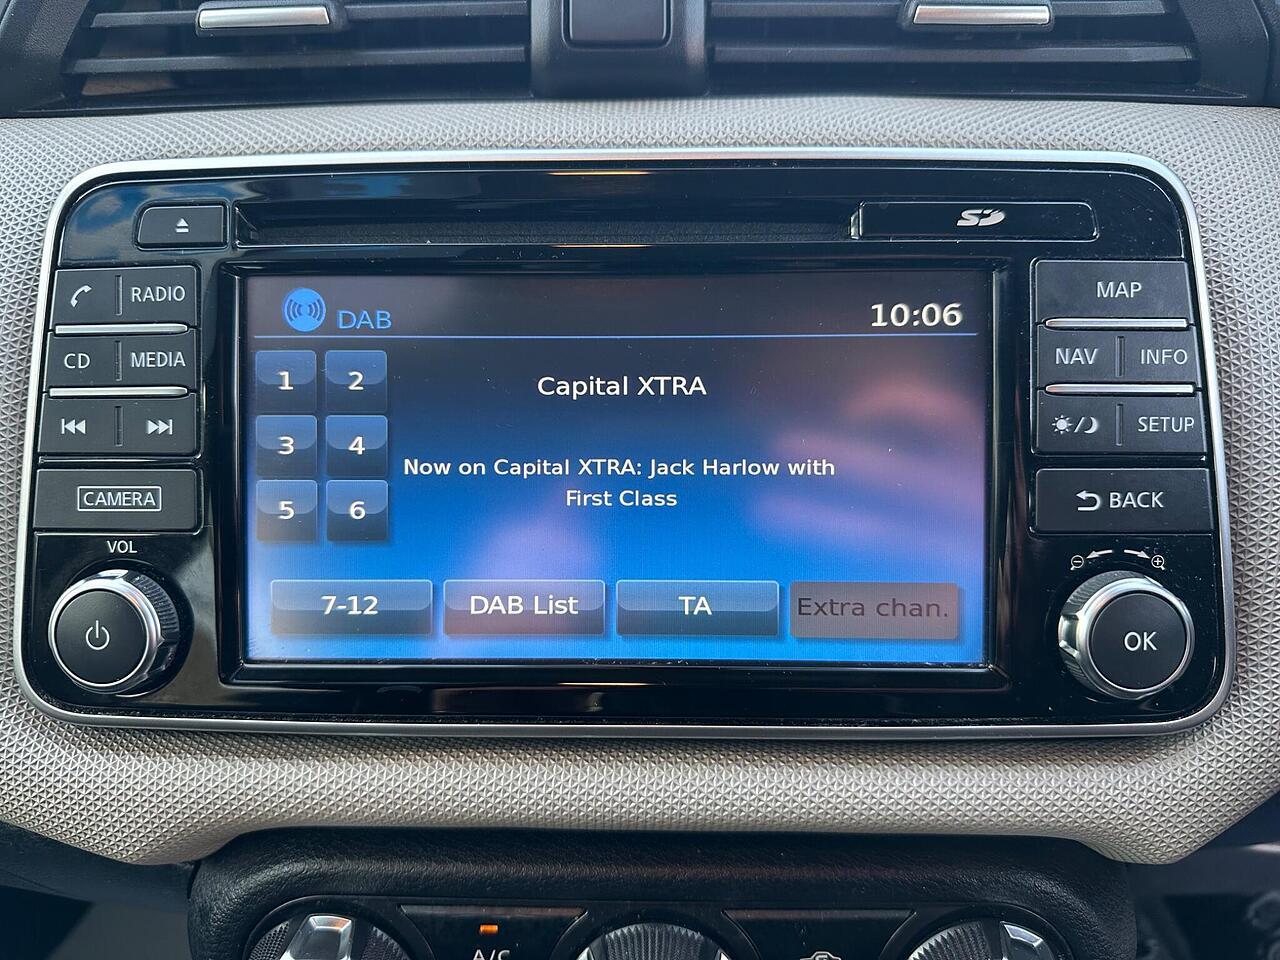 SD
RADIO
MAP
CD MEDIA
NAV INFO
SETUP
CAMERA
BACK
VOL
OK
DAB 10:06
1 2
Capital XTRA
3 4
Now on Capital XTRA: Jack Harlow with
First Class
5 6
7-12 DAB List TA Extra chan.
A/C